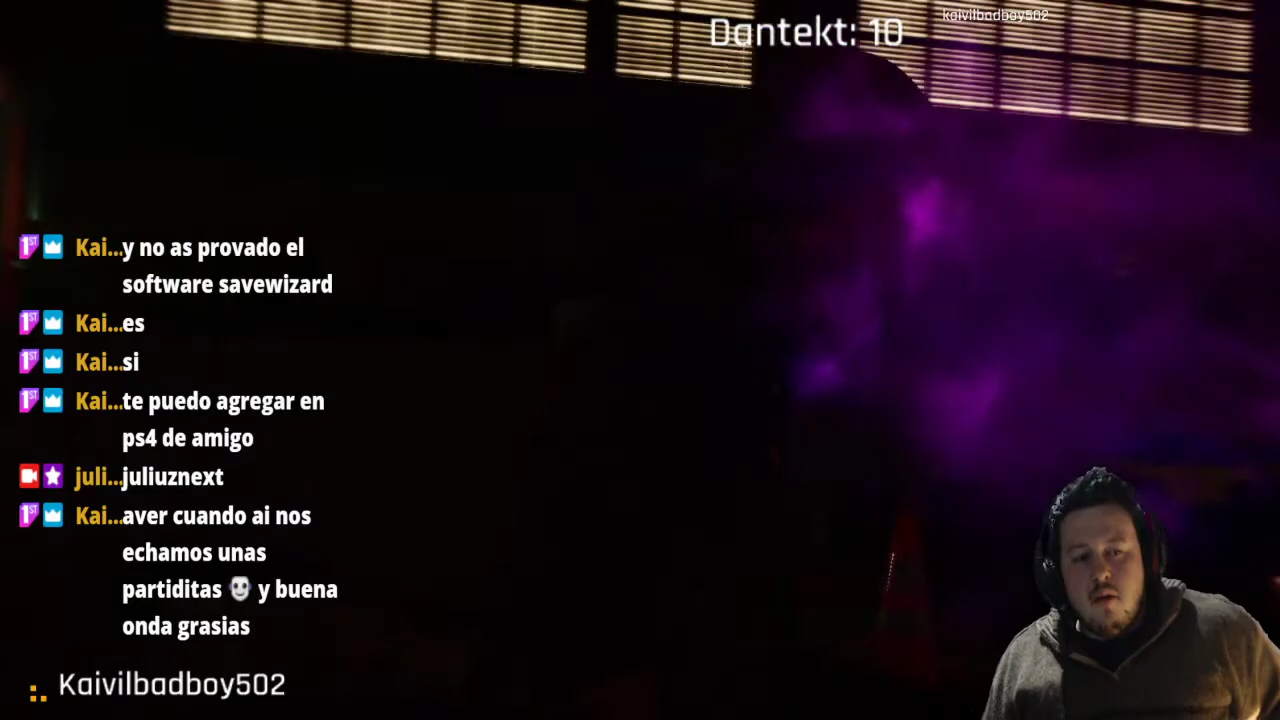 kaivilbadboy502
Dantekt: 10
Kai...y no as provado el
software savewizard
Kai...es
Kai...si
Kai...te puedo agregar en
ps4 de amigo
juli...juliuznext
Kai...aver cuando ai nos
echamos unas
partiditas y buena
onda grasias
Kaivilbadboy502